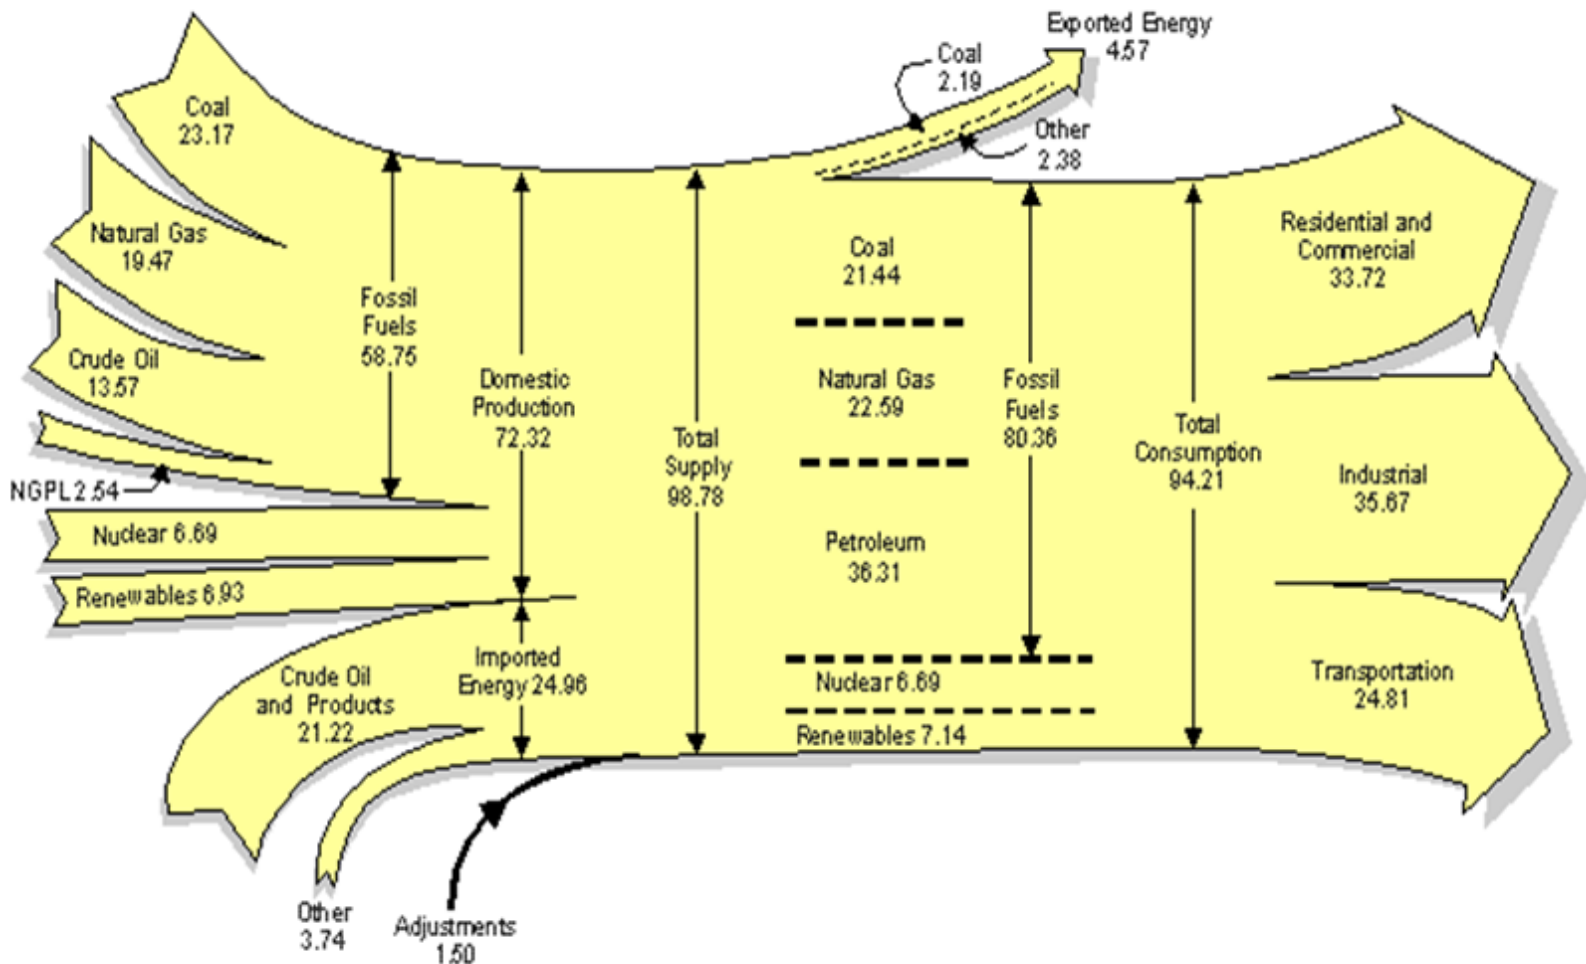 Exported Energy
4.57
Coal
2.19
Other
2.38
Coal
23.17
Natural Gas
19.47
Crude Oil
13.57
NGPL 2.54
Nuclear 6.69
Renewables 6.93
Fossil
Fuels
58.75
Domestic
Production
72.32
Imported
Energy 24.96
Crude Oil
and Products
21.22
Other
3.74
Adjustments
1.50
Total
Supply
98.78
Coal
21.44
Natural Gas
22.59
Petroleum
36.31
Nuclear 6.69
Renewables 7.14
Fossil
Fuels
80.36
Total
Consumption
94.21
Residential and
Commercial
33.72
Industrial
35.67
Transportation
24.81